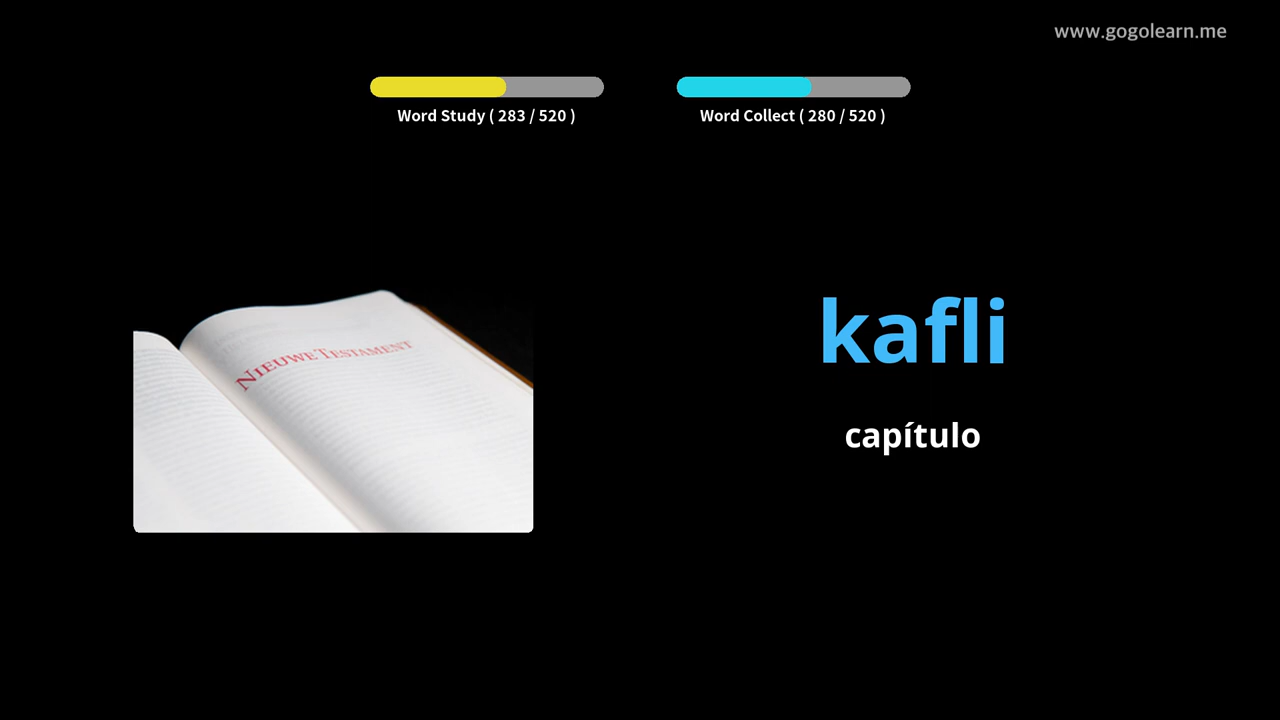 www.gogolearn.me
Word Study ( 283 / 520 )
Word Collect ( 280 / 520 )
NIEUWE TESTAMENT
kafli
capítulo